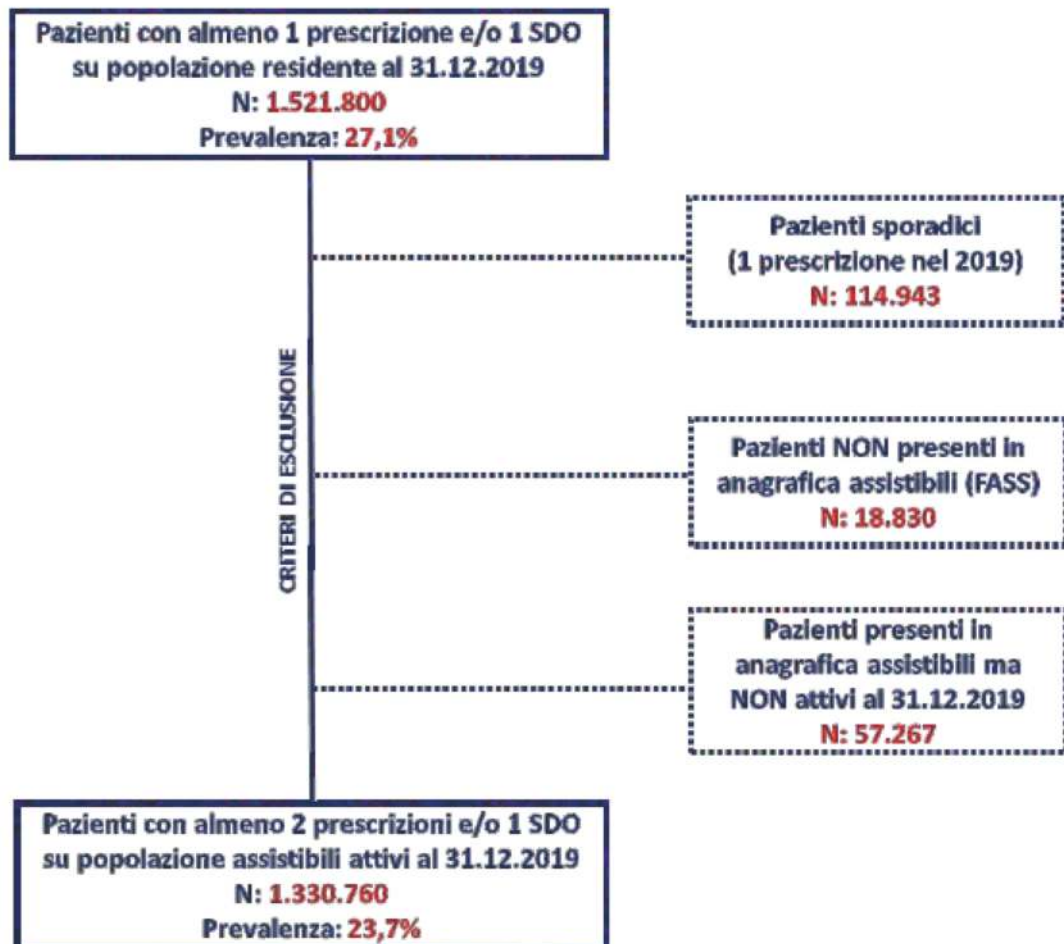 Pazienti con almeno 1 prescrizione e/o 1 SDO
su popolazione residente al 31.12.2019
N: 1.521.800
Prevalenza: 27,1%
Pazienti sporadici
(1 prescrizione nel 2019)
N: 114.943
CRITERI DI ESCLUSIONE
Pazienti NON presenti in
anagrafica assistibili (FASS)
N: 18.830
Pazienti presenti in
anagrafica assistibili ma
NON attivi al 31.12.2019
N: 57.267
Pazienti con almeno 2 prescrizioni e/o 1 SDO
su popolazione assistibili attivi al 31.12.2019
N: 1.330.760
Prevalenza: 23,7%